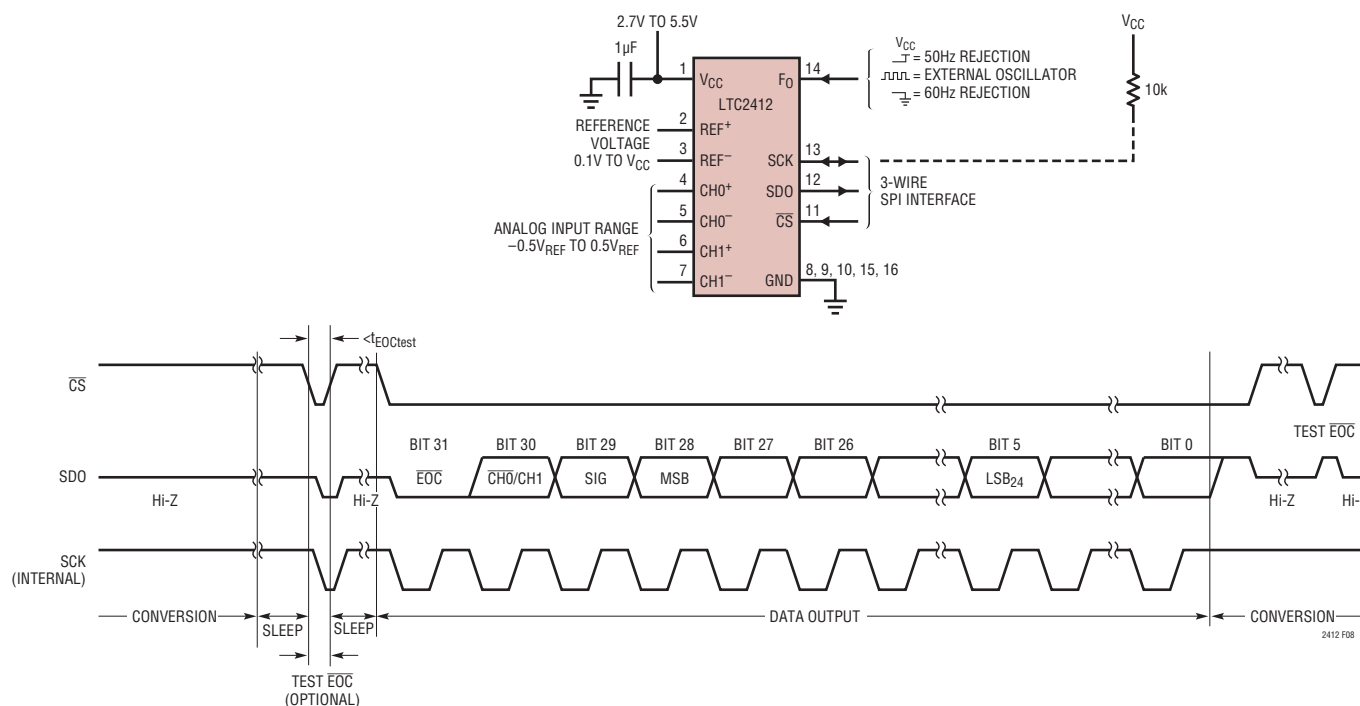 2.7V TO 5.5V
1µF
1
VCC
LTC2412
2
REF+
3
REF−
4
CH0+
5
CH0−
6
CH1+
7
CH1−
14
FO
13
SCK
12
SDO
11
CS
8, 9, 10, 15, 16
GND
REFERENCE
VOLTAGE
0.1V TO VCC
ANALOG INPUT RANGE
–0.5VREF TO 0.5VREF
VCC
= 50Hz REJECTION
= EXTERNAL OSCILLATOR
= 60Hz REJECTION
3-WIRE
SPI INTERFACE
VCC
10k
<tEOCtest
CS
TEST EOC
BIT 31
BIT 30
BIT 29
BIT 28
BIT 27
BIT 26
BIT 5
BIT 0
SDO
EOC
CH0/CH1
SIG
MSB
LSB24
Hi-Z
Hi-Z
Hi-Z
Hi-
SCK
(INTERNAL)
CONVERSION
SLEEP
SLEEP
DATA OUTPUT
CONVERSION
2412 F08
TEST EOC
(OPTIONAL)